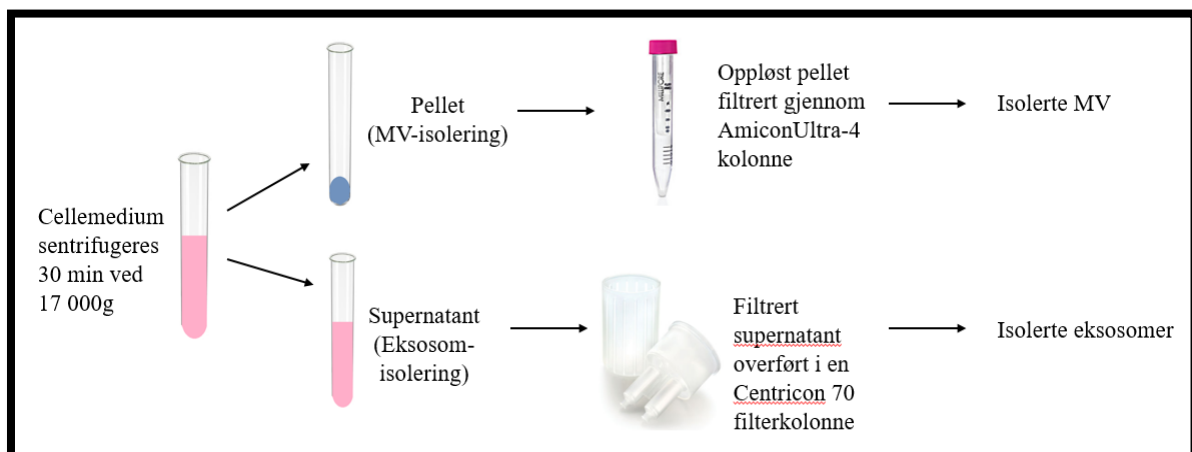 Cellemedium
sentrifugeres
30 min ved
17 000g
Pellet
(MV-isolering)
Oppløst pellet
filtrert gjennom
AmiconUltra-4
kolonne
Isolerte MV
Supernatant
(Eksosom-
isolering)
Filtrert
supernatant
overført i en
Centricon 70
filterkolonne
Isolerte eksosomer